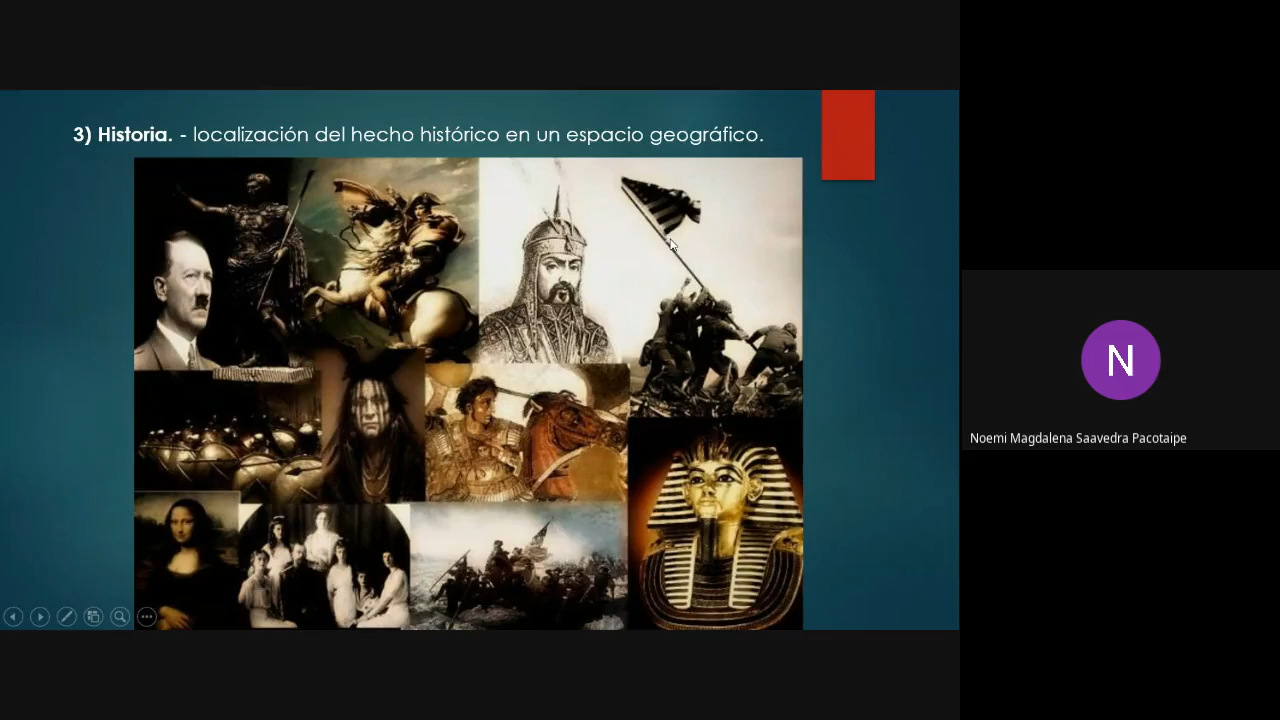 3) Historia. - localización del hecho histórico en un espacio geográfico.
N
Noemi Magdalena Saavedra Pacotaipe